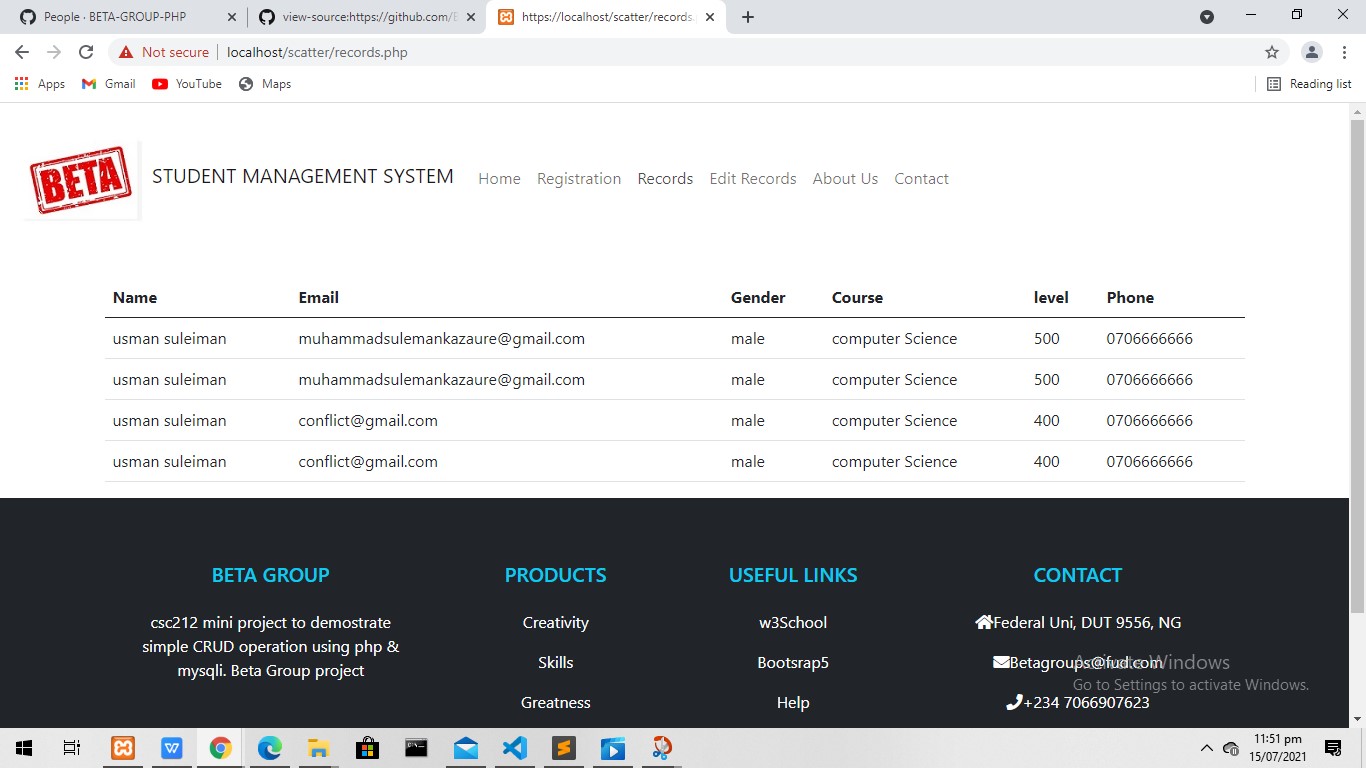 People · BETA-GROUP-PHP
view-source:https://github.com/
https://localhost/scatter/records.
Not secure localhost/scatter/records.php
Apps Gmail YouTube Maps Reading list
BETA STUDENT MANAGEMENT SYSTEM Home Registration Records Edit Records About Us Contact
Name Email Gender Course level Phone
usman suleiman muhammadsulemankazaure@gmail.com male computer Science 500 0706666666
usman suleiman muhammadsulemankazaure@gmail.com male computer Science 500 0706666666
usman suleiman conflict@gmail.com male computer Science 400 0706666666
usman suleiman conflict@gmail.com male computer Science 400 0706666666
BETA GROUP
csc212 mini project to demostrate
simple CRUD operation using php &
mysqli. Beta Group project
PRODUCTS
Creativity
Skills
Greatness
USEFUL LINKS
w3School
Bootsrap5
Help
CONTACT
Federal Uni, DUT 9556, NG
Betagroups@fud.com
+234 7066907623
Activate Windows
Go to Settings to activate Windows.
11:51 pm
15/07/2021